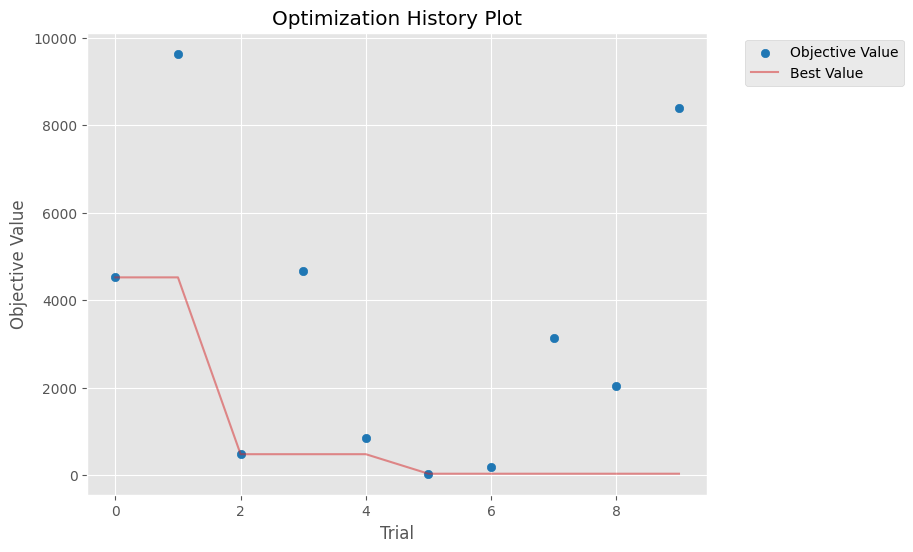 Optimization History Plot
Objective Value
Best Value
10000
8000
6000
4000
2000
0
Objective Value
0 2 4 6 8
Trial